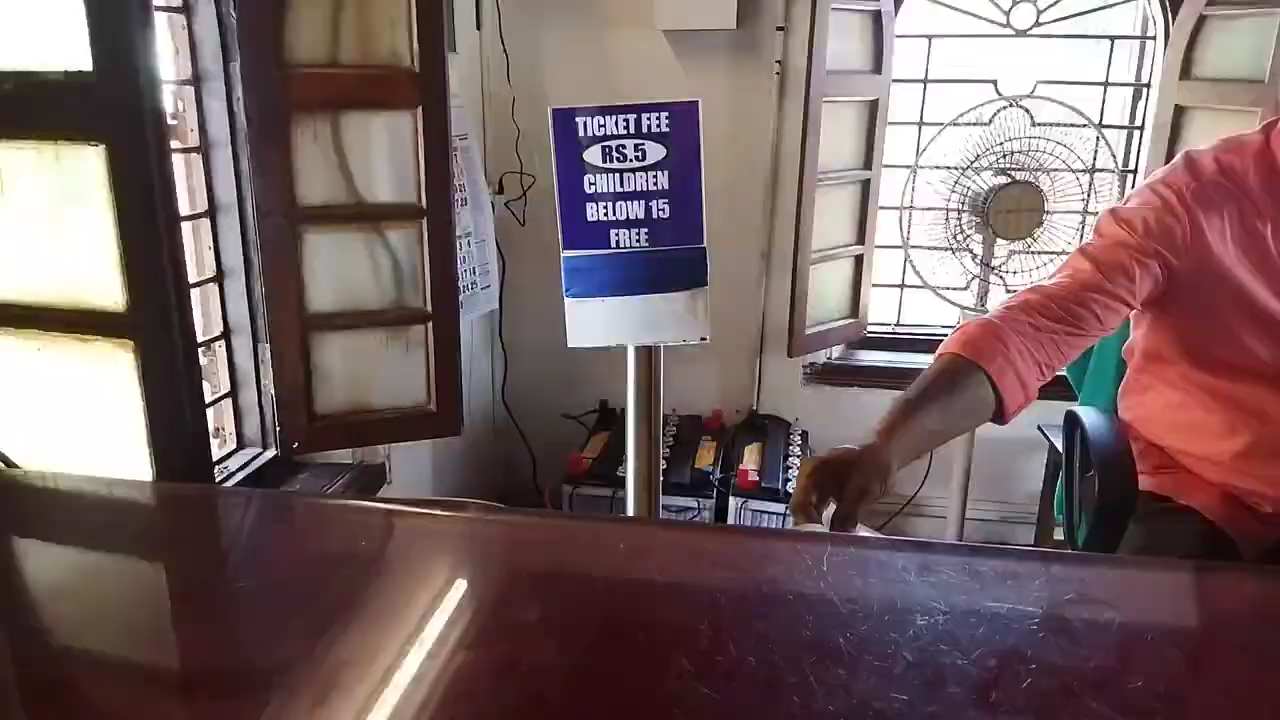 TICKET FEE
RS.5
CHILDREN
BELOW 15
FREE